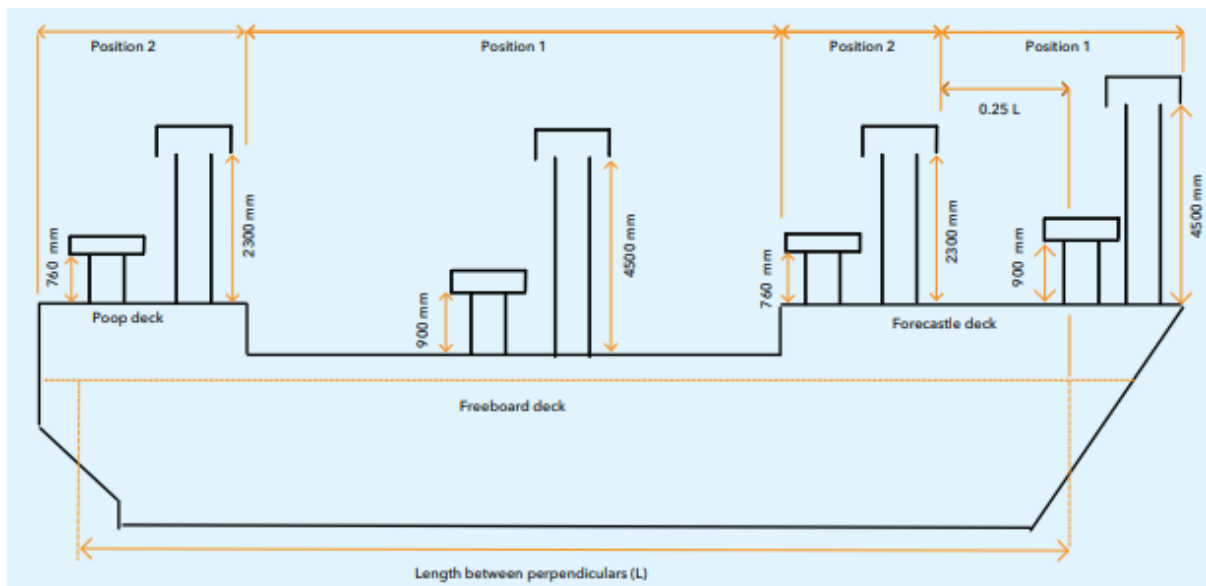 Position 2
Position 1
Position 2
Position 1
0.25 L
760 mm
2300 mm
900 mm
4500 mm
760 mm
2300 mm
900 mm
4500 mm
Poop deck
Forecastle deck
Freeboard deck
Length between perpendiculars (L)